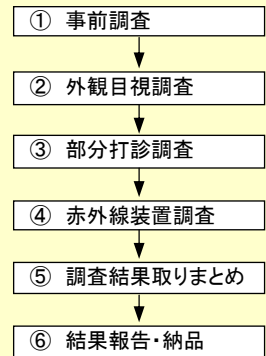 ① 事前調査
② 外観目視調査
③ 部分打診調査
④ 赤外線装置調査
⑤ 調査結果取りまとめ
⑥ 結果報告・納品